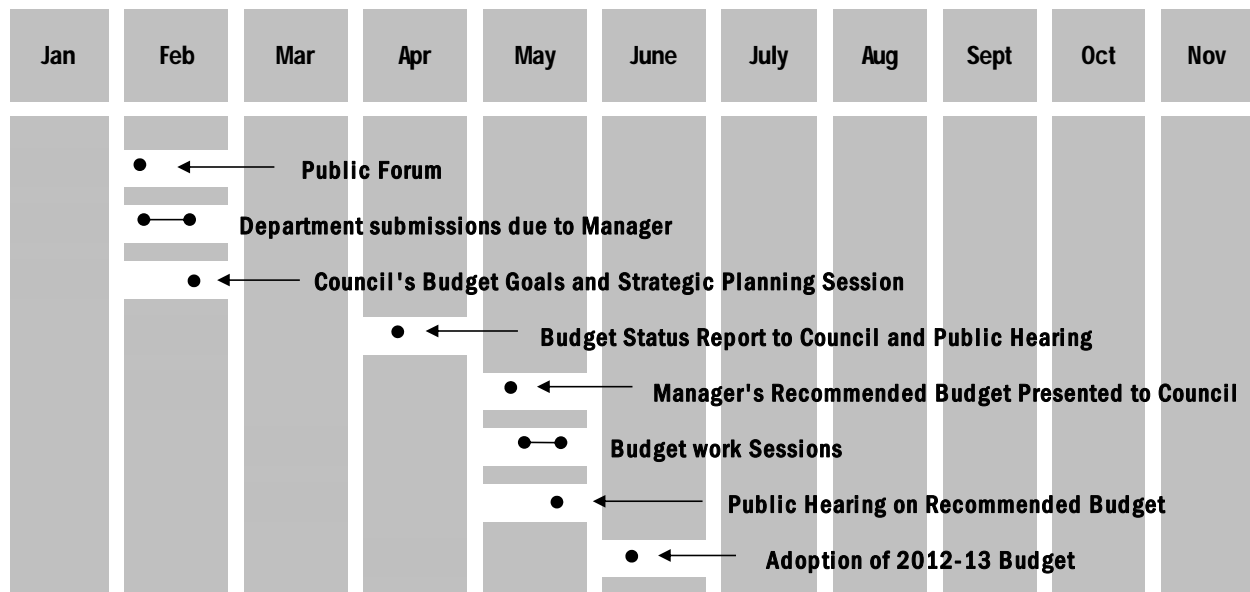 Jan Feb Mar Apr May June July Aug Sept Oct Nov
Public Forum
Department submissions due to Manager
Council's Budget Goals and Strategic Planning Session
Budget Status Report to Council and Public Hearing
Manager's Recommended Budget Presented to Council
Budget work Sessions
Public Hearing on Recommended Budget
Adoption of 2012-13 Budget